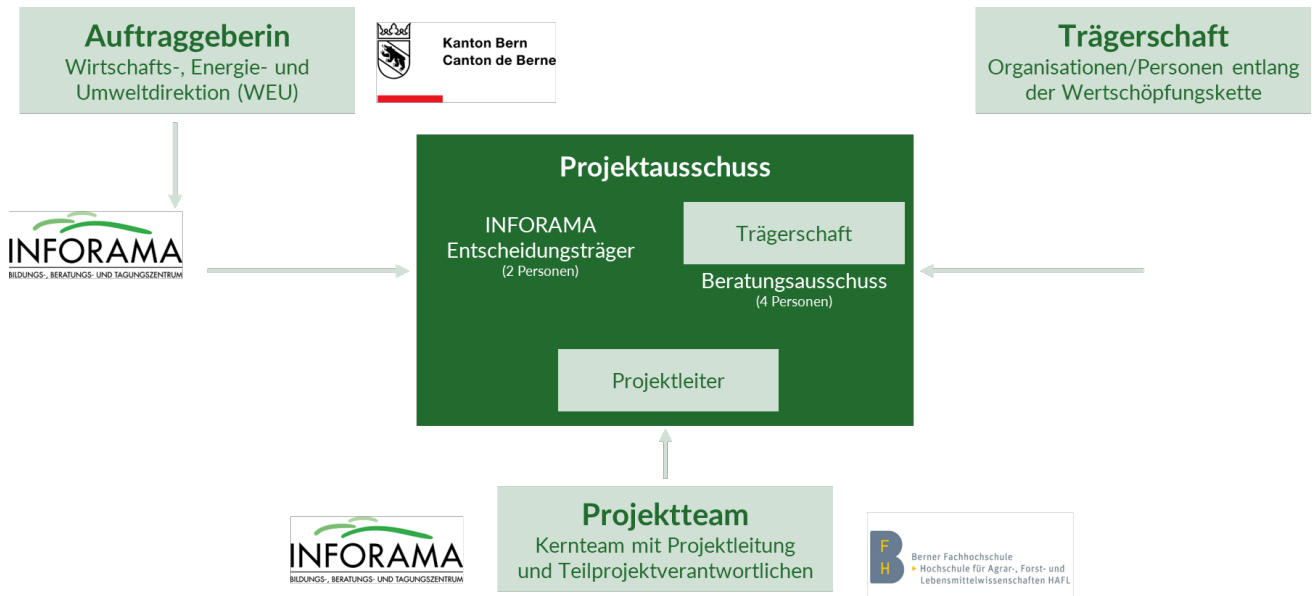 Auftraggeberin
Wirtschafts-, Energie- und
Umweltdirektion (WEU)
Kanton Bern
Canton de Berne
Trägerschaft
Organisationen/Personen entlang
der Wertschöpfungskette
Projektausschuss
INFORAMA
Entscheidungsträger
(2 Personen)
Trägerschaft
Beratungsausschuss
(4 Personen)
INFORAMA
BILDUNGS-, BERATUNGS- UND TAGUNGSZENTRUM
Projektleiter
Projektteam
Kernteam mit Projektleitung
und Teilprojektverantwortlichen
INFORAMA
BILDUNGS-, BERATUNGS- UND TAGUNGSZENTRUM
B
F
H
Berner Fachhochschule
Hochschule für Agrar-, Forst- und
Lebensmittelwissenschaften HAFL